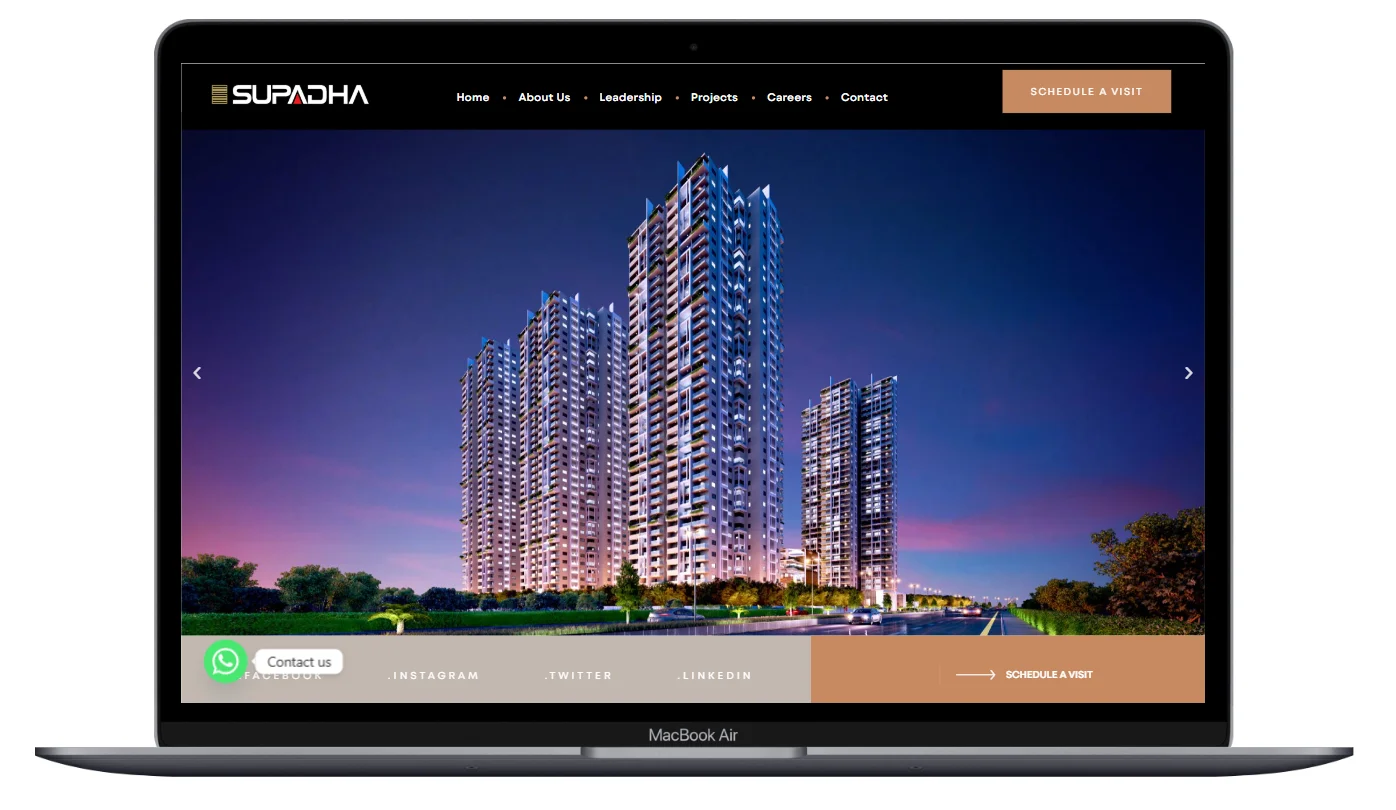 SUPADHA
Home • About Us • Leadership • Projects • Careers • Contact
SCHEDULE A VISIT
Contact us
.FACEBOOK
.INSTAGRAM
.TWITTER
.LINKEDIN
SCHEDULE A VISIT
MacBook Air